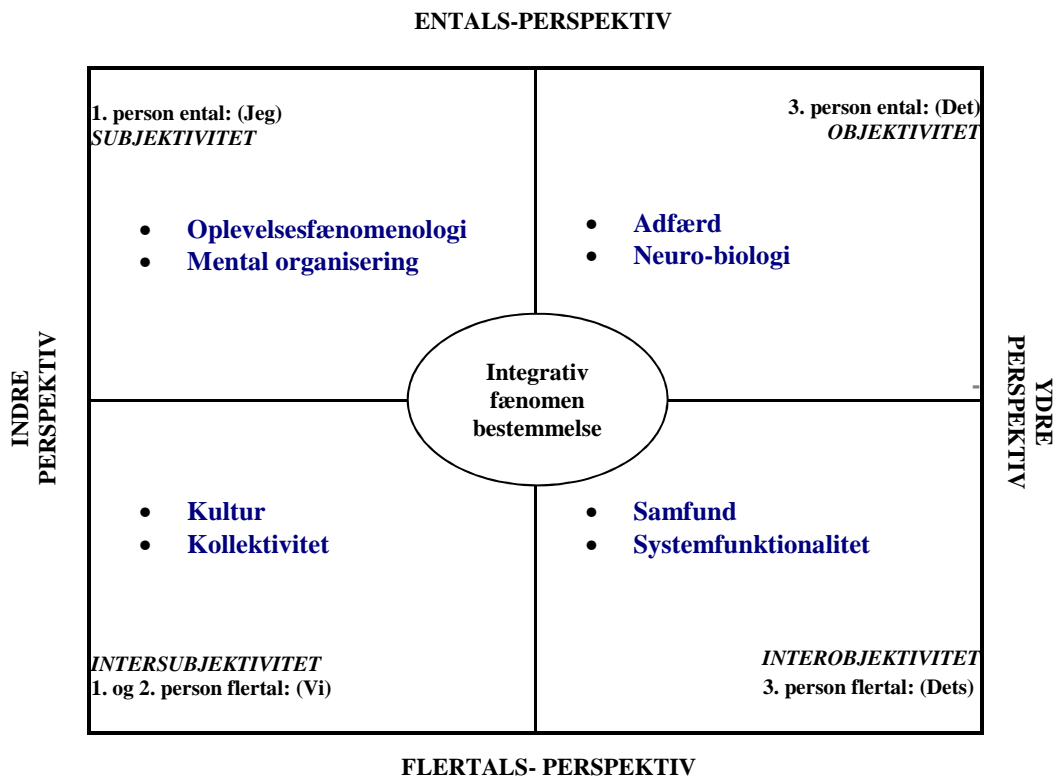 ENTALS-PERSPEKTIV
1. person ental: (Jeg)
SUBJEKTIVITET
3. person ental: (Det)
OBJEKTIVITET
• Oplevelsesfænomenologi
• Mental organisering
• Adfærd
• Neuro-biologi
INDRE
PERSPEKTIV
Integrativ
fænomen
bestemmelse
-
YDRE
PERSPEKTIV
• Kultur
• Kollektivitet
• Samfund
• Systemfunktionalitet
INTERSUBJEKTIVITET
1. og 2. person flertal: (Vi)
INTEROBJEKTIVITET
3. person flertal: (Dets)
FLERTALS- PERSPEKTIV